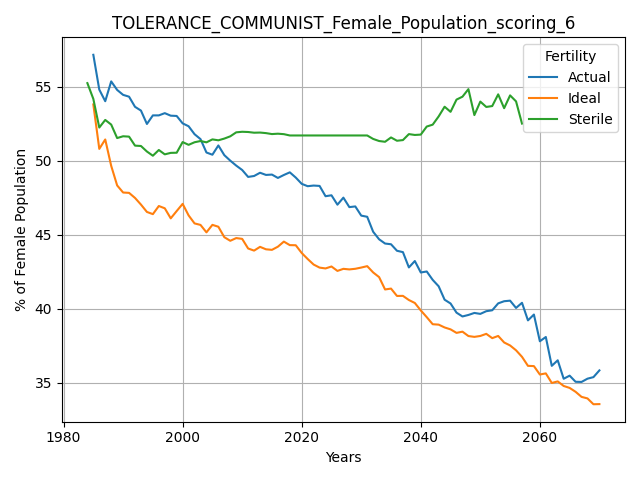 TOLERANCE_COMMUNIST_Female_Population_scoring_6
Fertility
Actual
Ideal
Sterile
% of Female Population
55
50
45
40
35
1980
2000
2020
2040
2060
Years